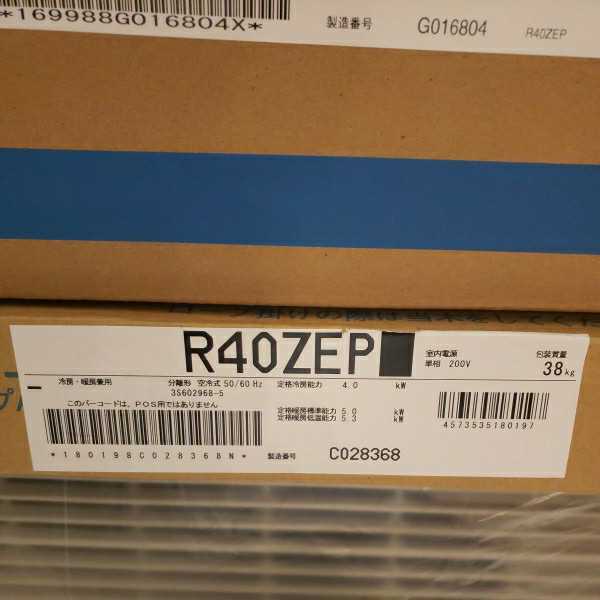 *169988G016804X*
製造番号 G016804 R40ZEP
R40ZEP
冷房・暖房兼用 分離形 空冷式 50/60 Hz 定格冷房能力 4.0 kW
室内電源
単相 200V
包装質量
38kg
3S602968-5
このバーコードは、POS用ではありません
定格暖房標準能力 5.0 kW
定格暖房低温能力 5.3 kW
4573535180197
*180198C028368N*
製造番号 C028368